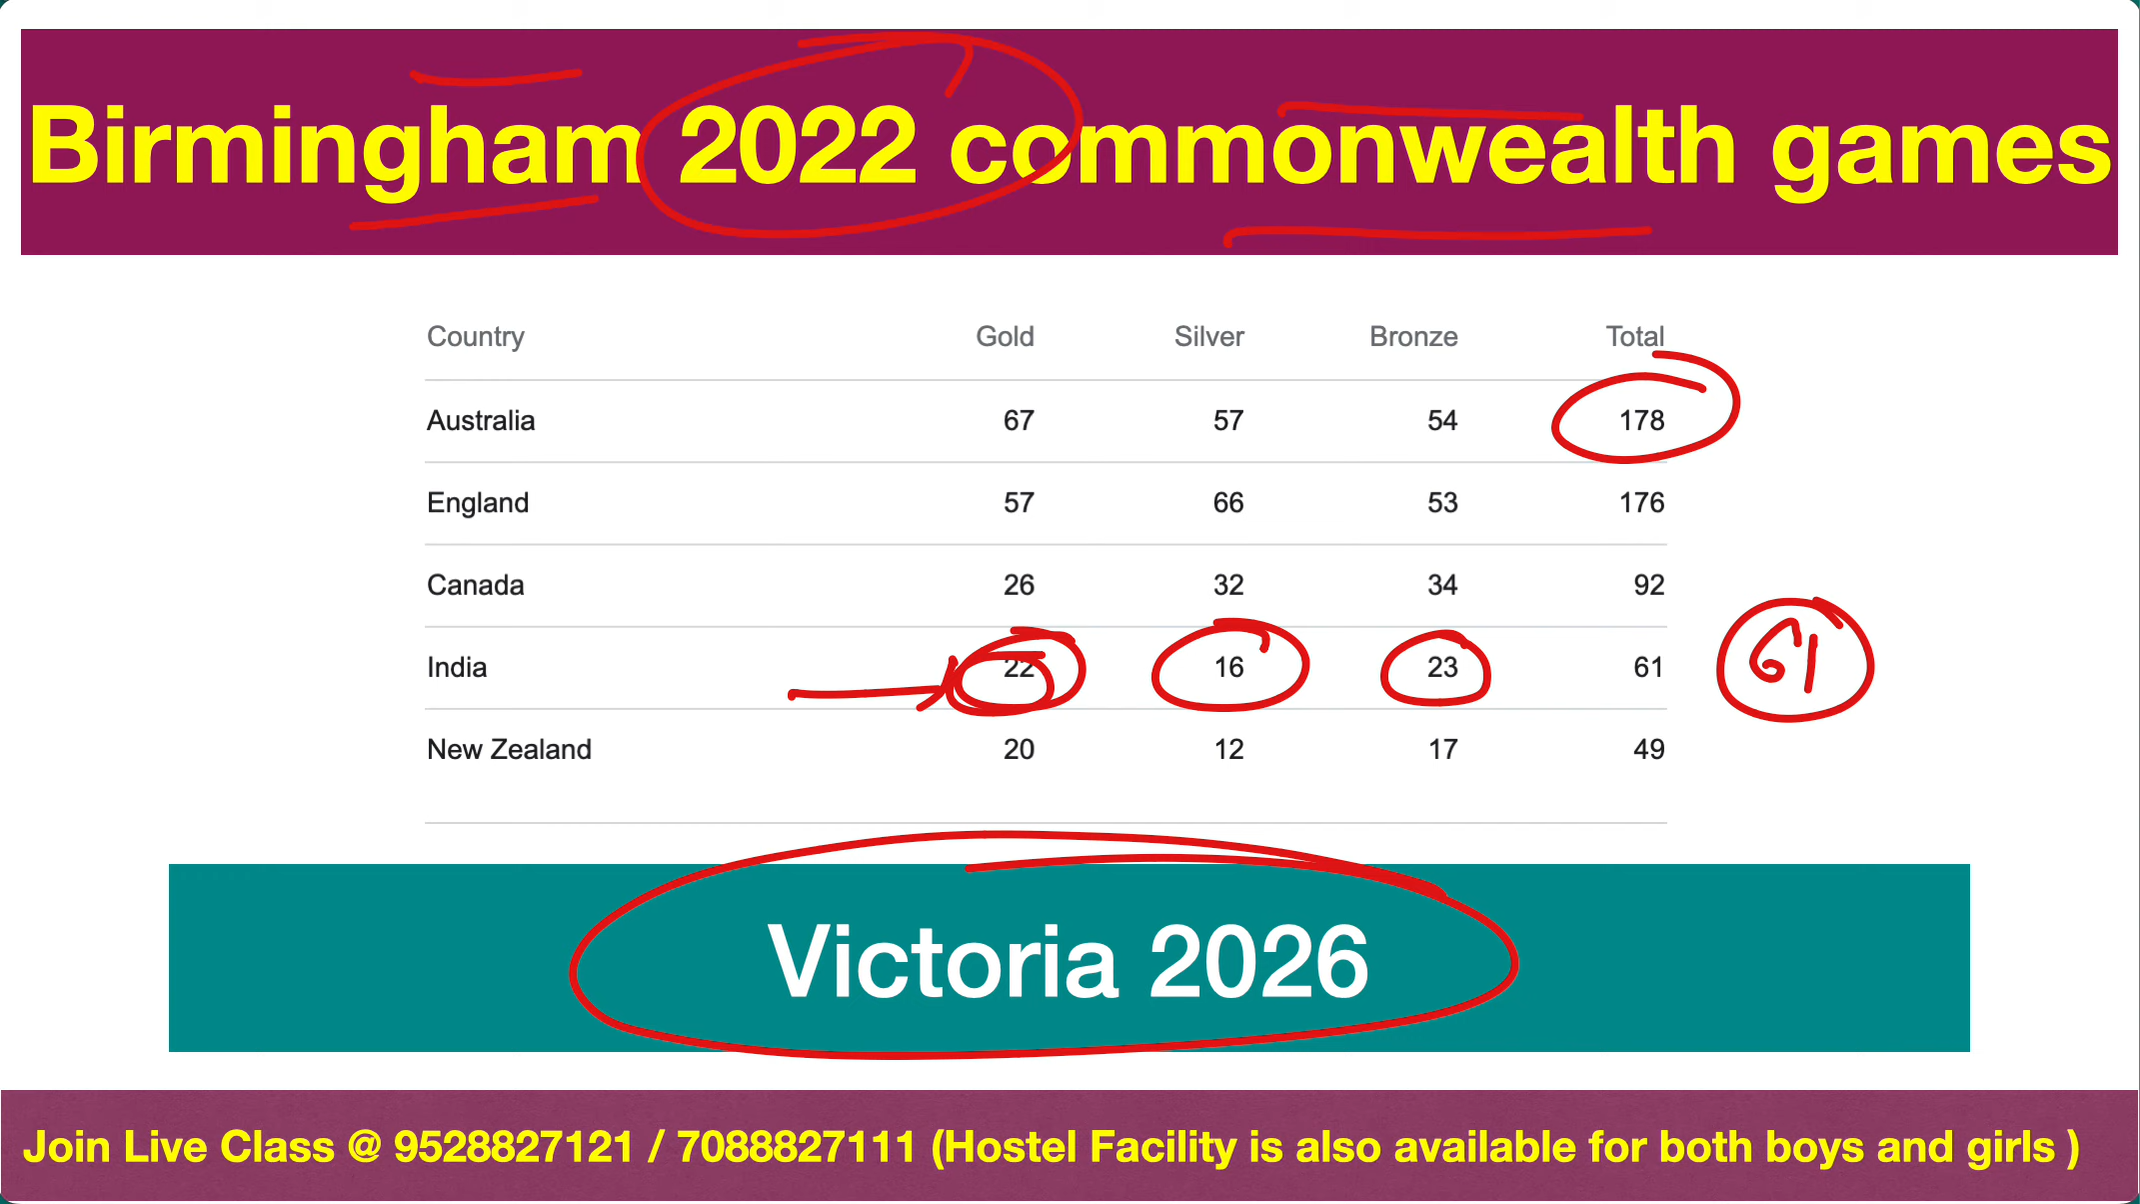 Birmingham 2022 commonwealth games
Country Gold Silver Bronze Total
Australia 67 57 54 178
England 57 66 53 176
Canada 26 32 34 92
India 22 16 23 61 61
New Zealand 20 12 17 49
Victoria 2026
Join Live Class @ 9528827121 / 7088827111 (Hostel Facility is also available for both boys and girls )